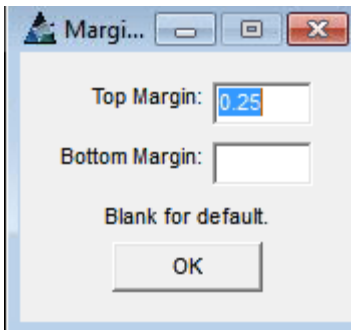 Margi...
Top Margin: 0.25
Bottom Margin:
Blank for default.
OK